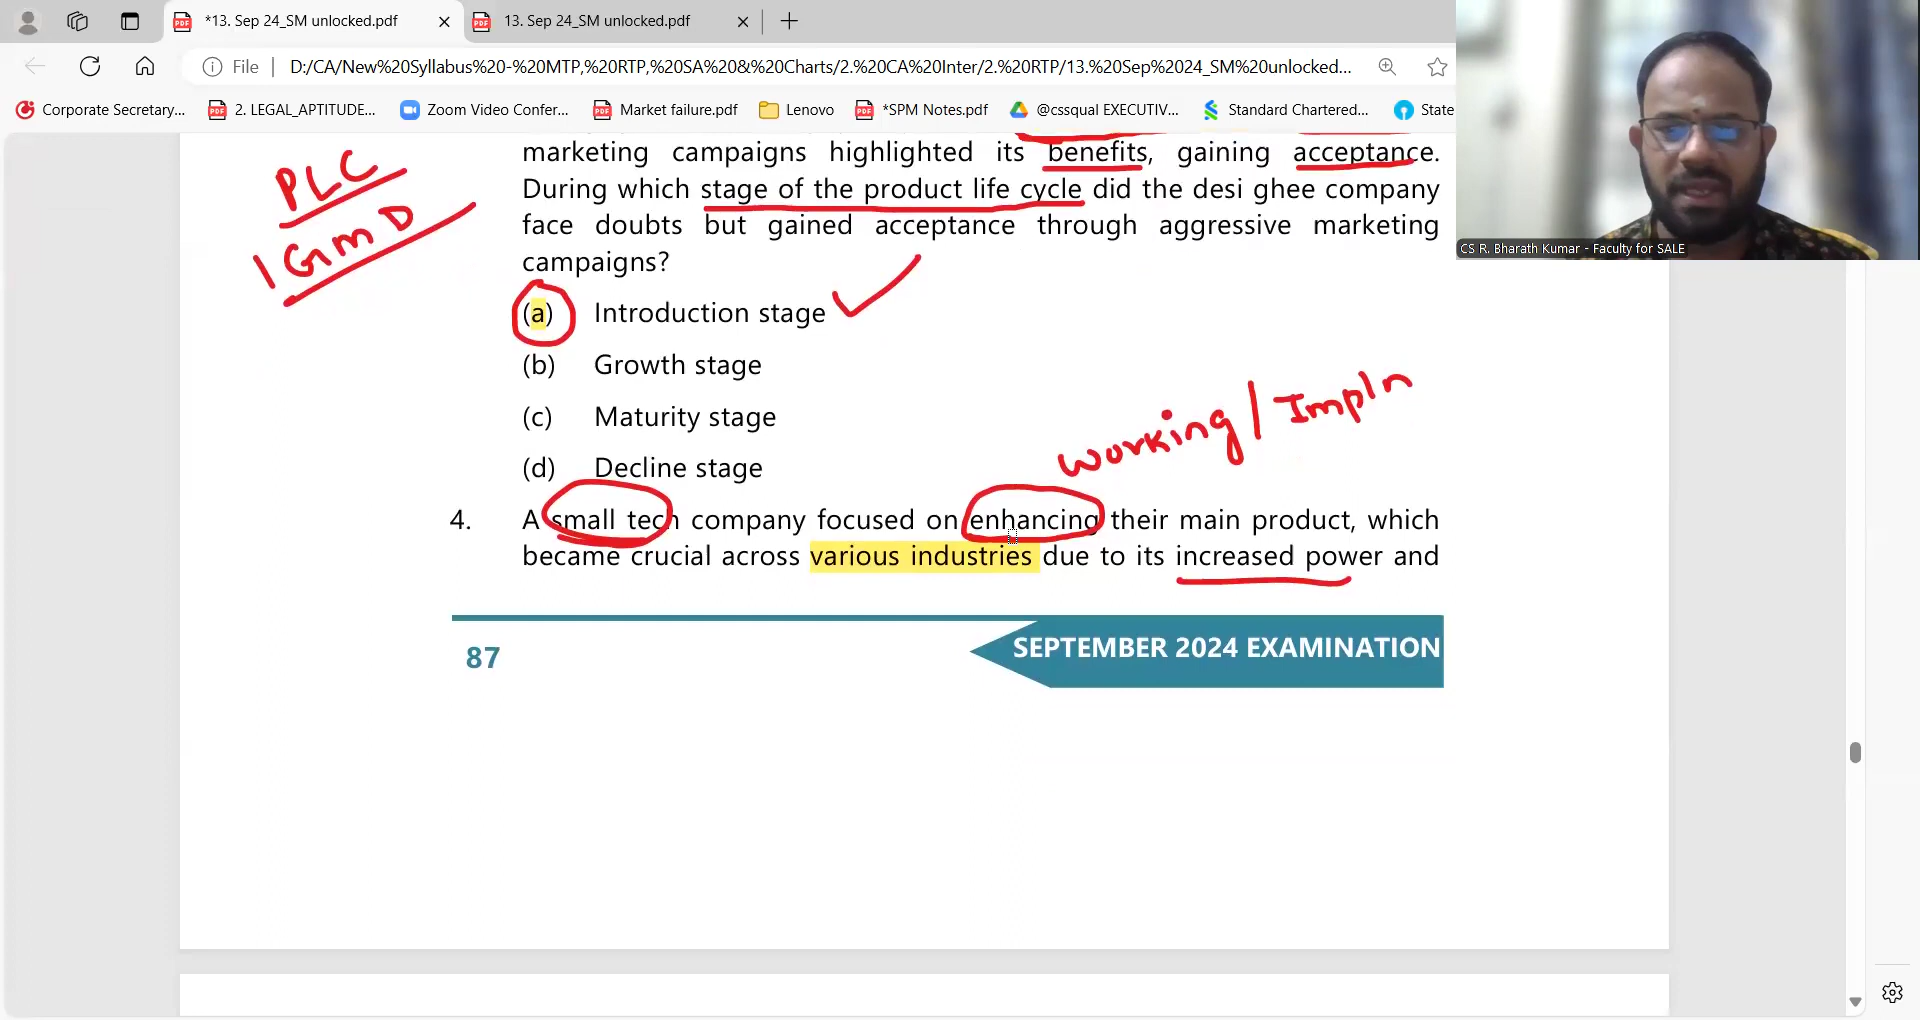 *13. Sep 24_SM unlocked.pdf
13. Sep 24_SM unlocked.pdf
File
D:/CA/New%20Syllabus%20-%20MTP,%20RTP,%20SA%20&%20Charts/2.%20CA%20Inter/2.%20RTP/13.%20Sep%2024_SM%20unlocked...
Corporate Secretary...
2. LEGAL_APTITUDE...
Zoom Video Confer...
Market failure.pdf
Lenovo
*SPM Notes.pdf
@cssqual EXECUTIV...
Standard Chartered...
State
CS R. Bharath Kumar - Faculty for SALE
PLC
IGMD
marketing campaigns highlighted its benefits, gaining acceptance.
During which stage of the product life cycle did the desi ghee company
face doubts but gained acceptance through aggressive marketing
campaigns?
(a) Introduction stage
(b) Growth stage
(c) Maturity stage
(d) Decline stage
Working/Impln
4. A small tech company focused on enhancing their main product, which
became crucial across various industries due to its increased power and
87
SEPTEMBER 2024 EXAMINATION